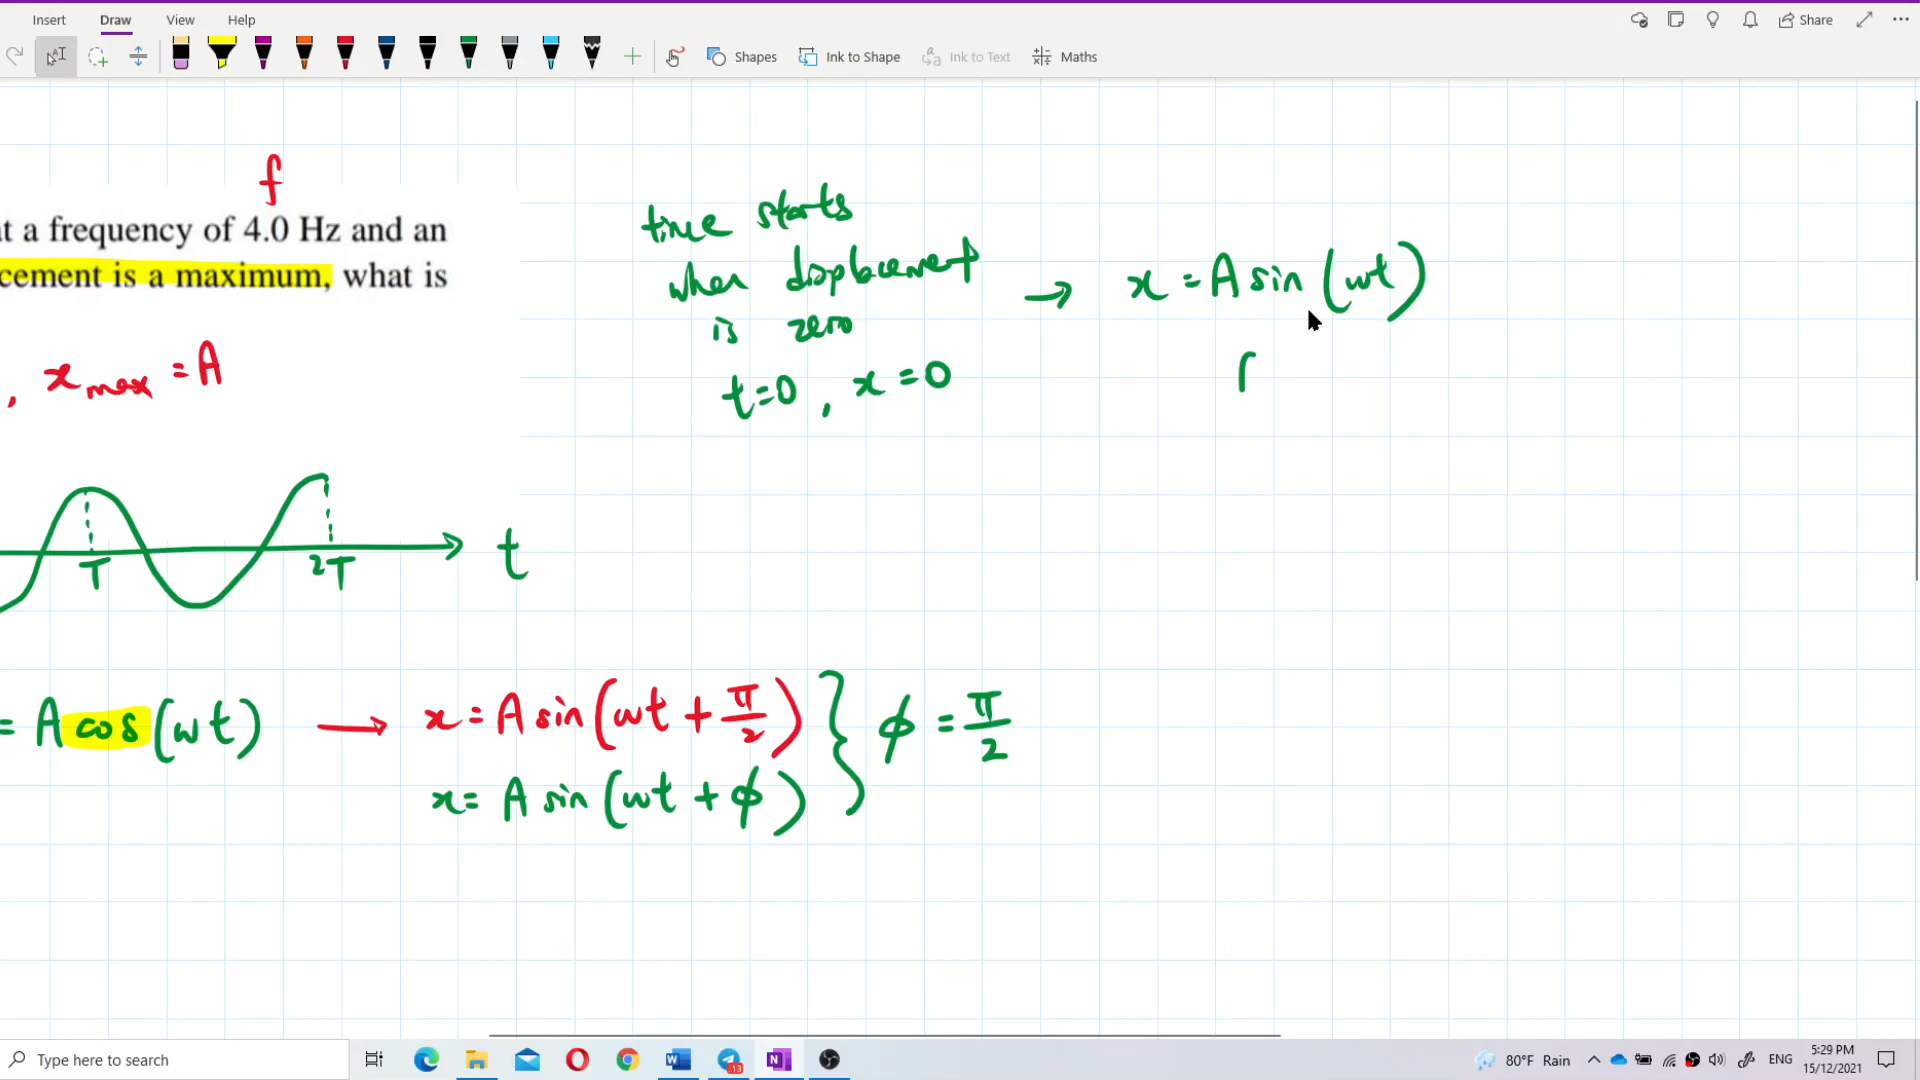 Insert Draw View Help
Share
Shapes Ink to Shape Ink to Text Maths
f
t a frequency of 4.0 Hz and an
cement is a maximum, what is
, x max = A
time starts
when displacement
is zero
t=0, x=0
→ x = A sin (ωt)
T 2T t
= A cos (ωt) → x = A sin (ωt + π/2) } φ = π/2
x = A sin (ωt + φ)
Type here to search
13
80°F Rain
ENG
5:29 PM
15/12/2021